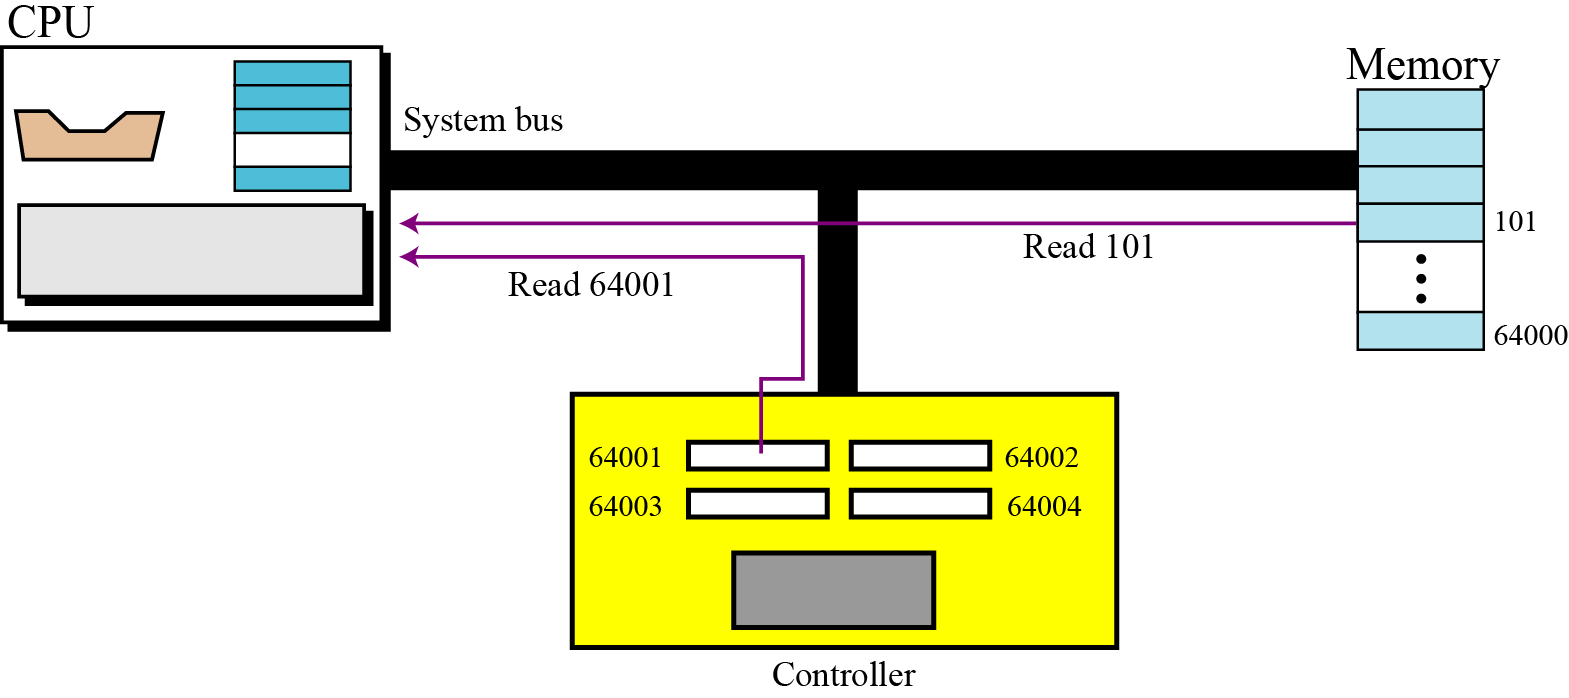 CPU
Memory
System bus
101
Read 101
Read 64001
64000
64001
64002
64003
64004
Controller